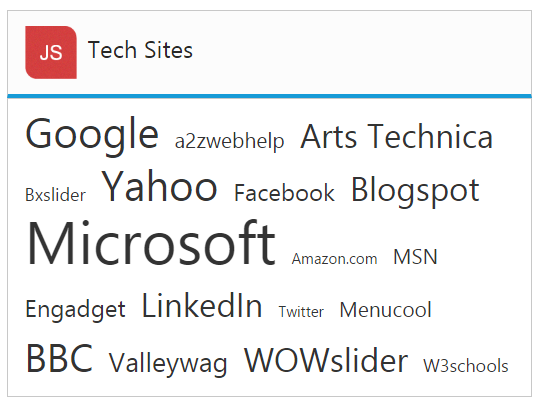 JS Tech Sites
Google a2zwebhelp Arts Technica
Bxslider Yahoo Facebook Blogspot
Microsoft Amazon.com MSN
Engadget LinkedIn Twitter Menucool
BBC Valleywag WOWslider W3schools